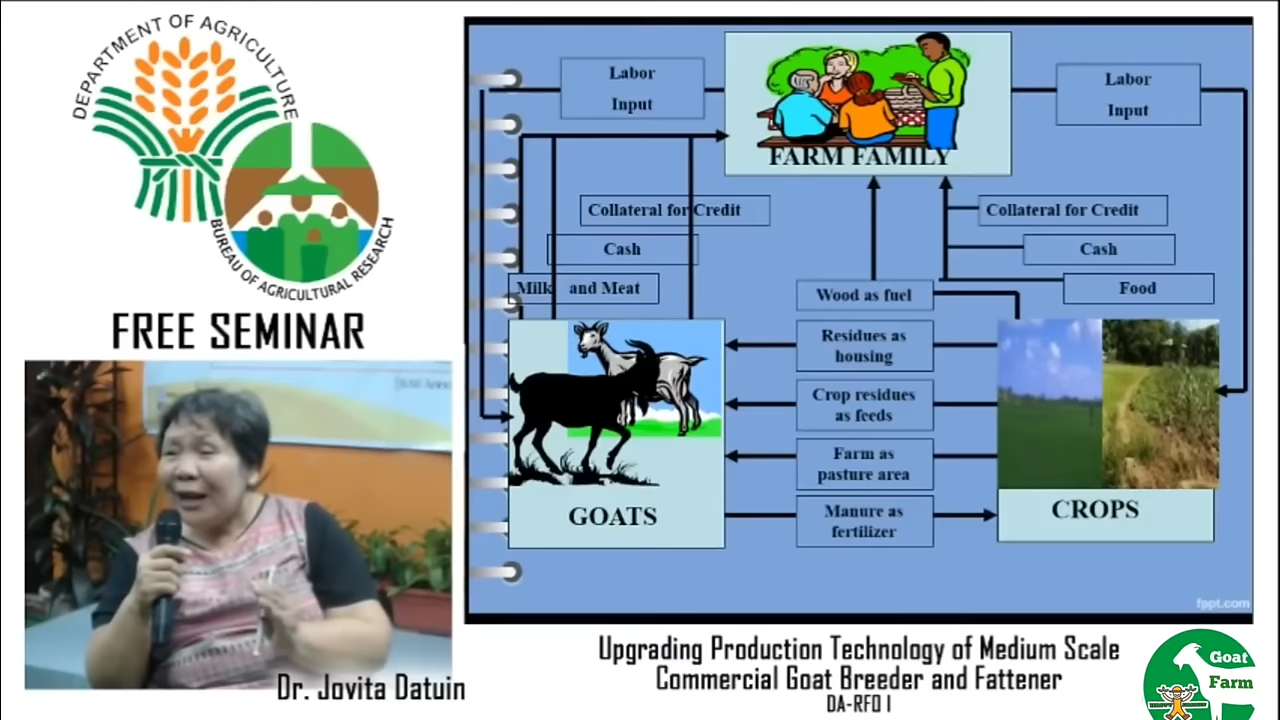 DEPARTMENT OF AGRICULTURE
BUREAU OF AGRICULTURAL RESEARCH
FREE SEMINAR
Dr. Jovita Datuin
Labor
Input
FARM FAMILY
Labor
Input
Collateral for Credit
Cash
Milk and Meat
Collateral for Credit
Cash
Food
Wood as fuel
Residues as
housing
Crop residues
as feeds
Farm as
pasture area
Manure as
fertilizer
GOATS
CROPS
fppt.com
Upgrading Production Technology of Medium Scale
Commercial Goat Breeder and Fattener
DA-RFO I
Goat
Farm